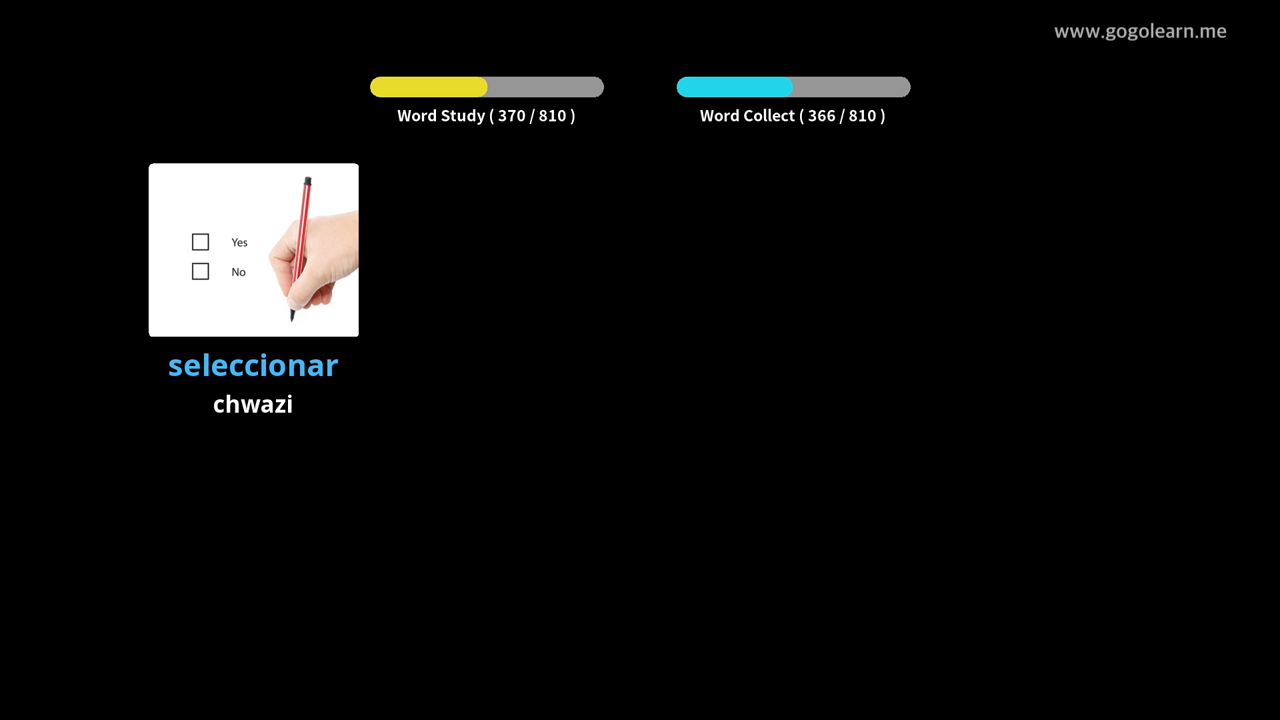 www.gogolearn.me
Word Study ( 370 / 810 )
Word Collect ( 366 / 810 )
Yes
No
seleccionar
chwazi